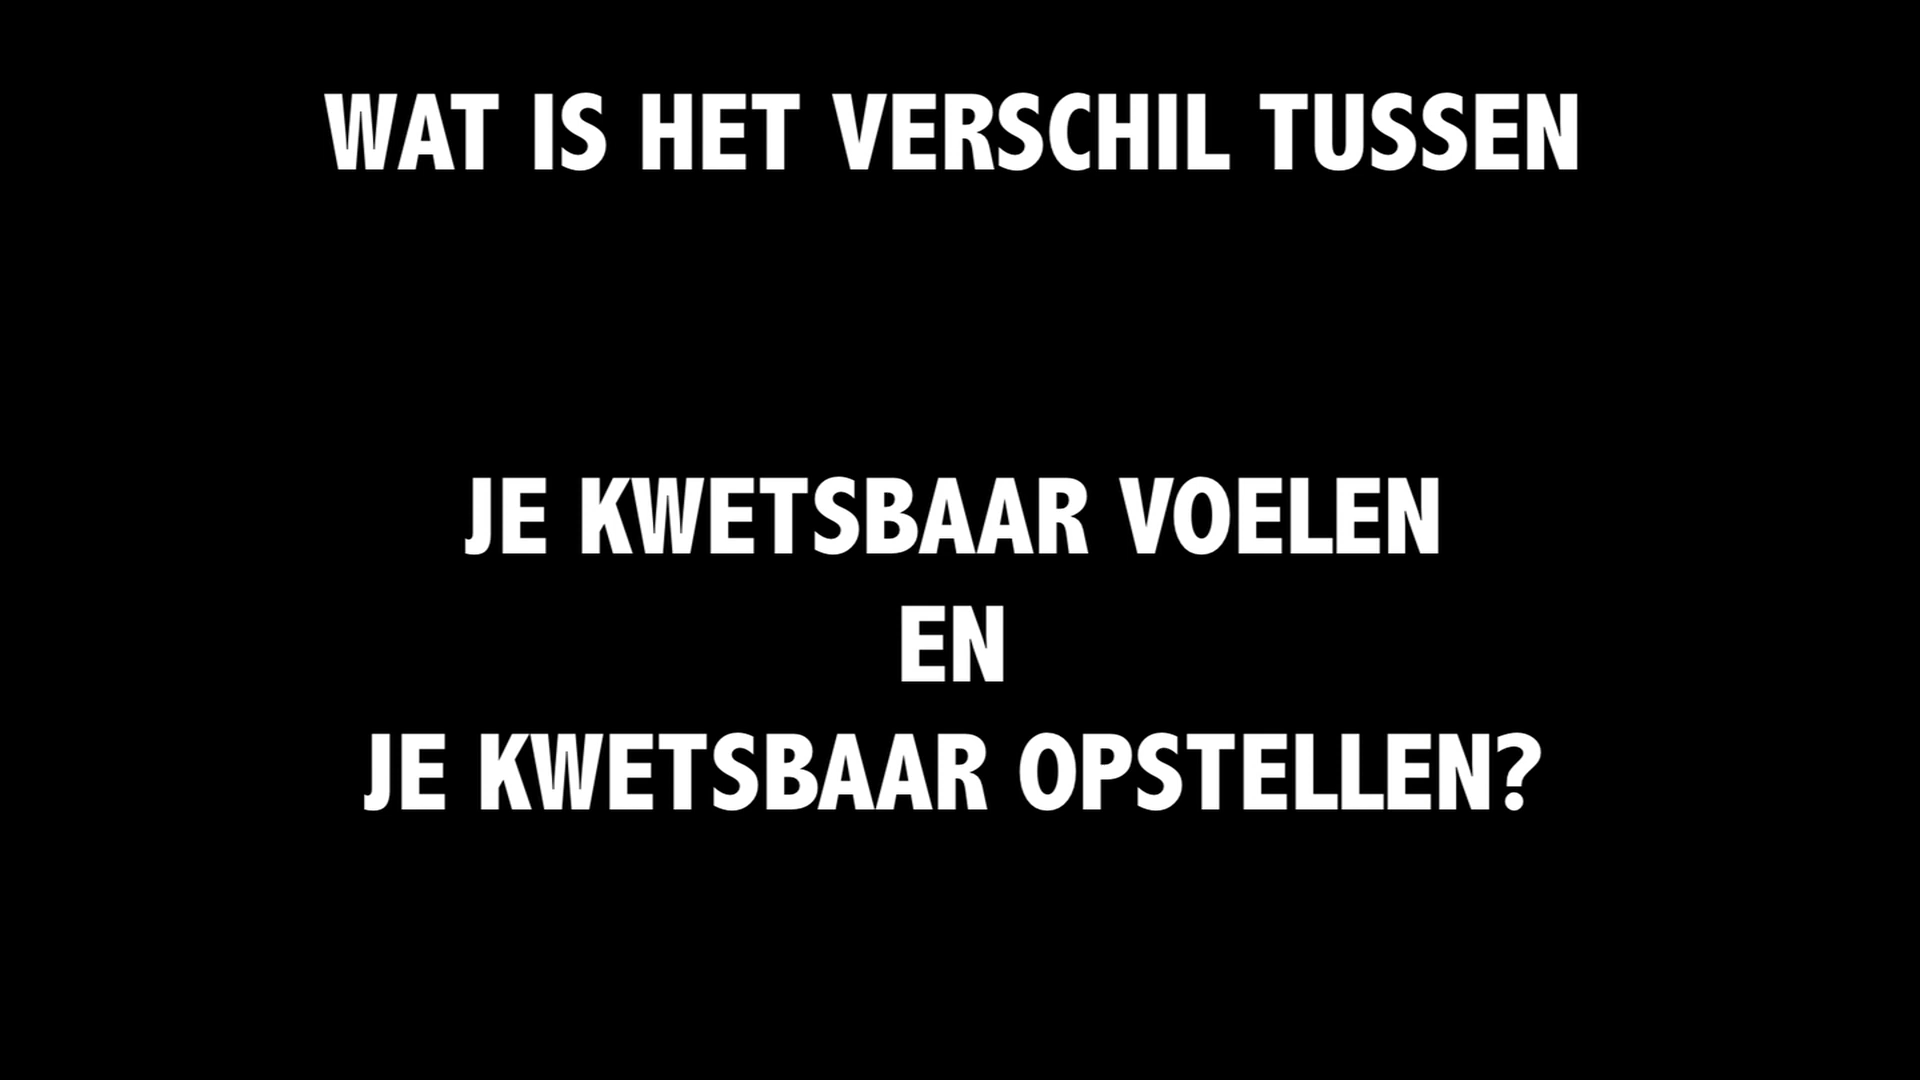 WAT IS HET VERSCHIL TUSSEN
JE KWETSBAAR VOELEN
EN
JE KWETSBAAR OPSTELLEN?